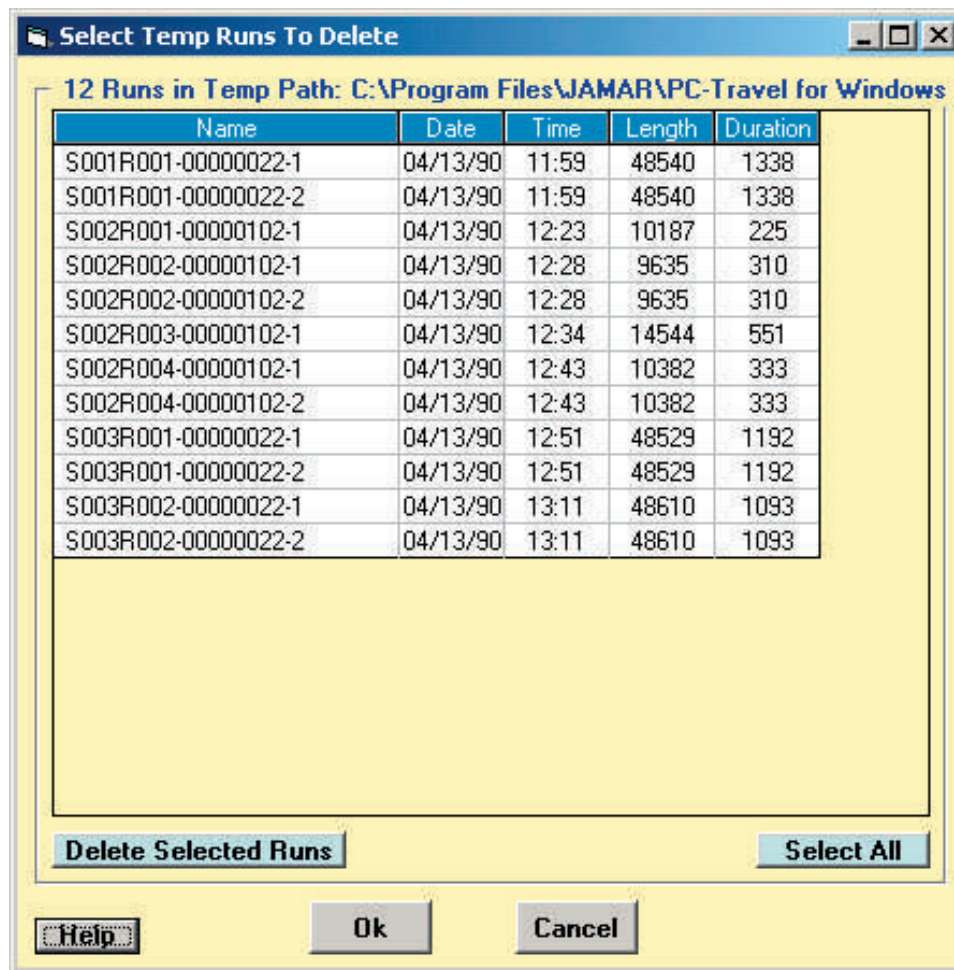 Select Temp Runs To Delete
12 Runs in Temp Path: C:\Program Files\JAMAR\PC-Travel for Windows
Name Date Time Length Duration
S001R001-00000022-1 04/13/90 11:59 48540 1338
S001R001-00000022-2 04/13/90 11:59 48540 1338
S002R001-00000102-1 04/13/90 12:23 10187 225
S002R002-00000102-1 04/13/90 12:28 9635 310
S002R002-00000102-2 04/13/90 12:28 9635 310
S002R003-00000102-1 04/13/90 12:34 14544 551
S002R004-00000102-1 04/13/90 12:43 10382 333
S002R004-00000102-2 04/13/90 12:43 10382 333
S003R001-00000022-1 04/13/90 12:51 48529 1192
S003R001-00000022-2 04/13/90 12:51 48529 1192
S003R002-00000022-1 04/13/90 13:11 48610 1093
S003R002-00000022-2 04/13/90 13:11 48610 1093
Delete Selected Runs Select All
Help Ok Cancel